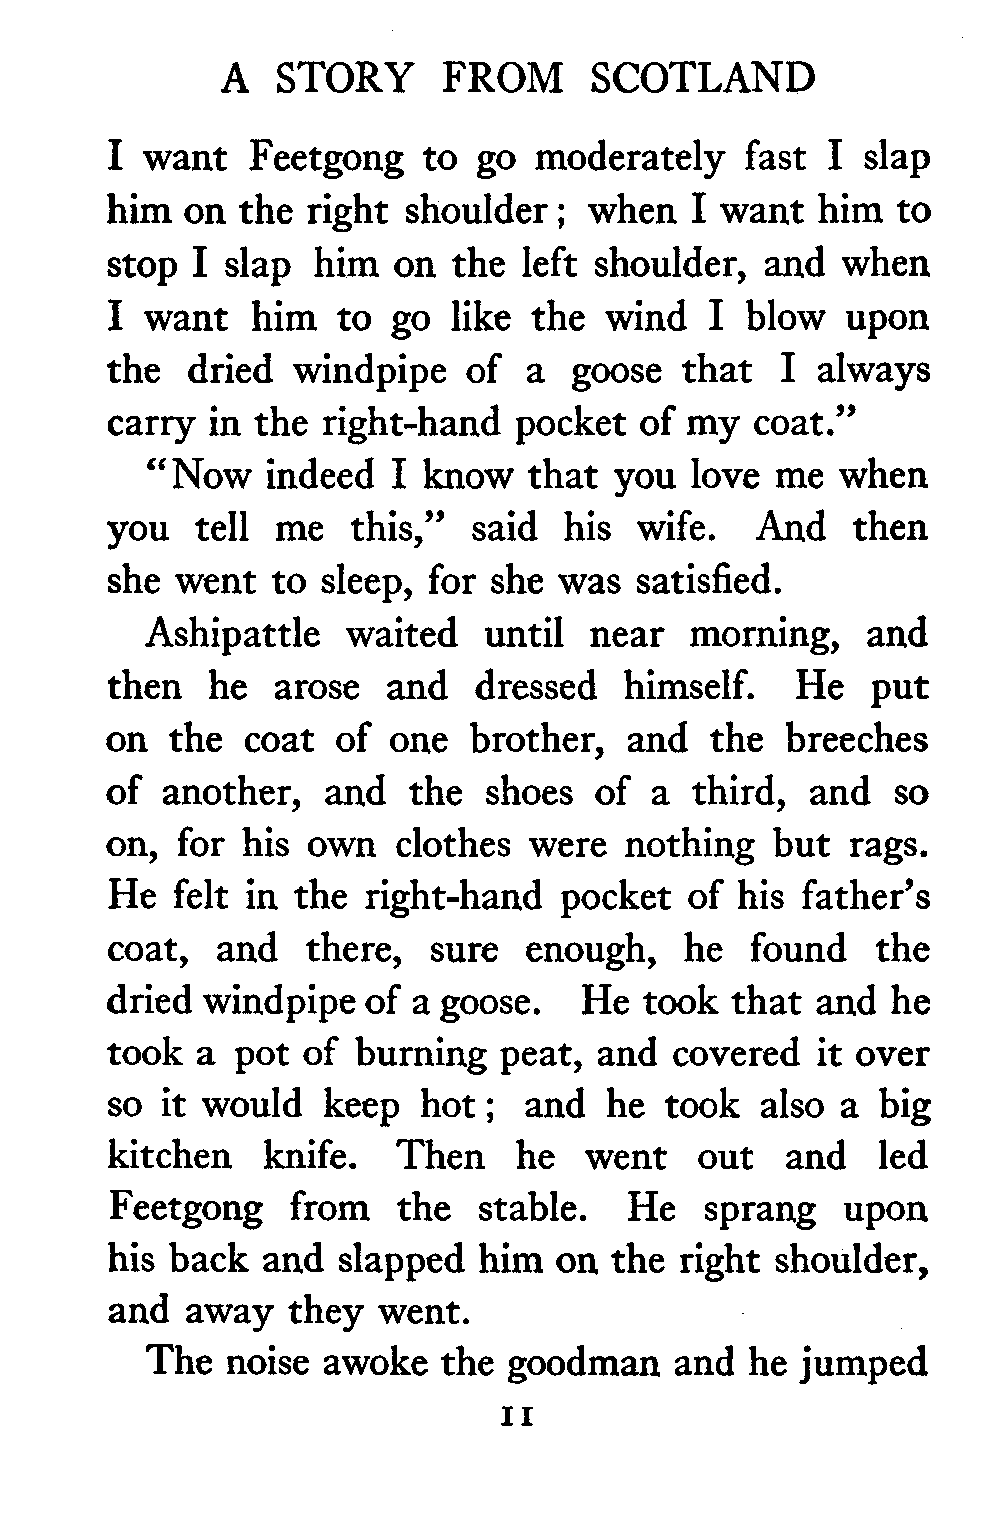 A STORY FROM SCOTLAND
I want Feetgong to go moderately fast I slap
him on the right shoulder; when I want him to
stop I slap him on the left shoulder, and when
I want him to go like the wind I blow upon
the dried windpipe of a goose that I always
carry in the right-hand pocket of my coat.”
“Now indeed I know that you love me when
you tell me this,” said his wife. And then
she went to sleep, for she was satisfied.
Ashipattle waited until near morning, and
then he arose and dressed himself. He put
on the coat of one brother, and the breeches
of another, and the shoes of a third, and so
on, for his own clothes were nothing but rags.
He felt in the right-hand pocket of his father’s
coat, and there, sure enough, he found the
dried windpipe of a goose. He took that and he
took a pot of burning peat, and covered it over
so it would keep hot; and he took also a big
kitchen knife. Then he went out and led
Feetgong from the stable. He sprang upon
his back and slapped him on the right shoulder,
and away they went.
The noise awoke the goodman and he jumped
11